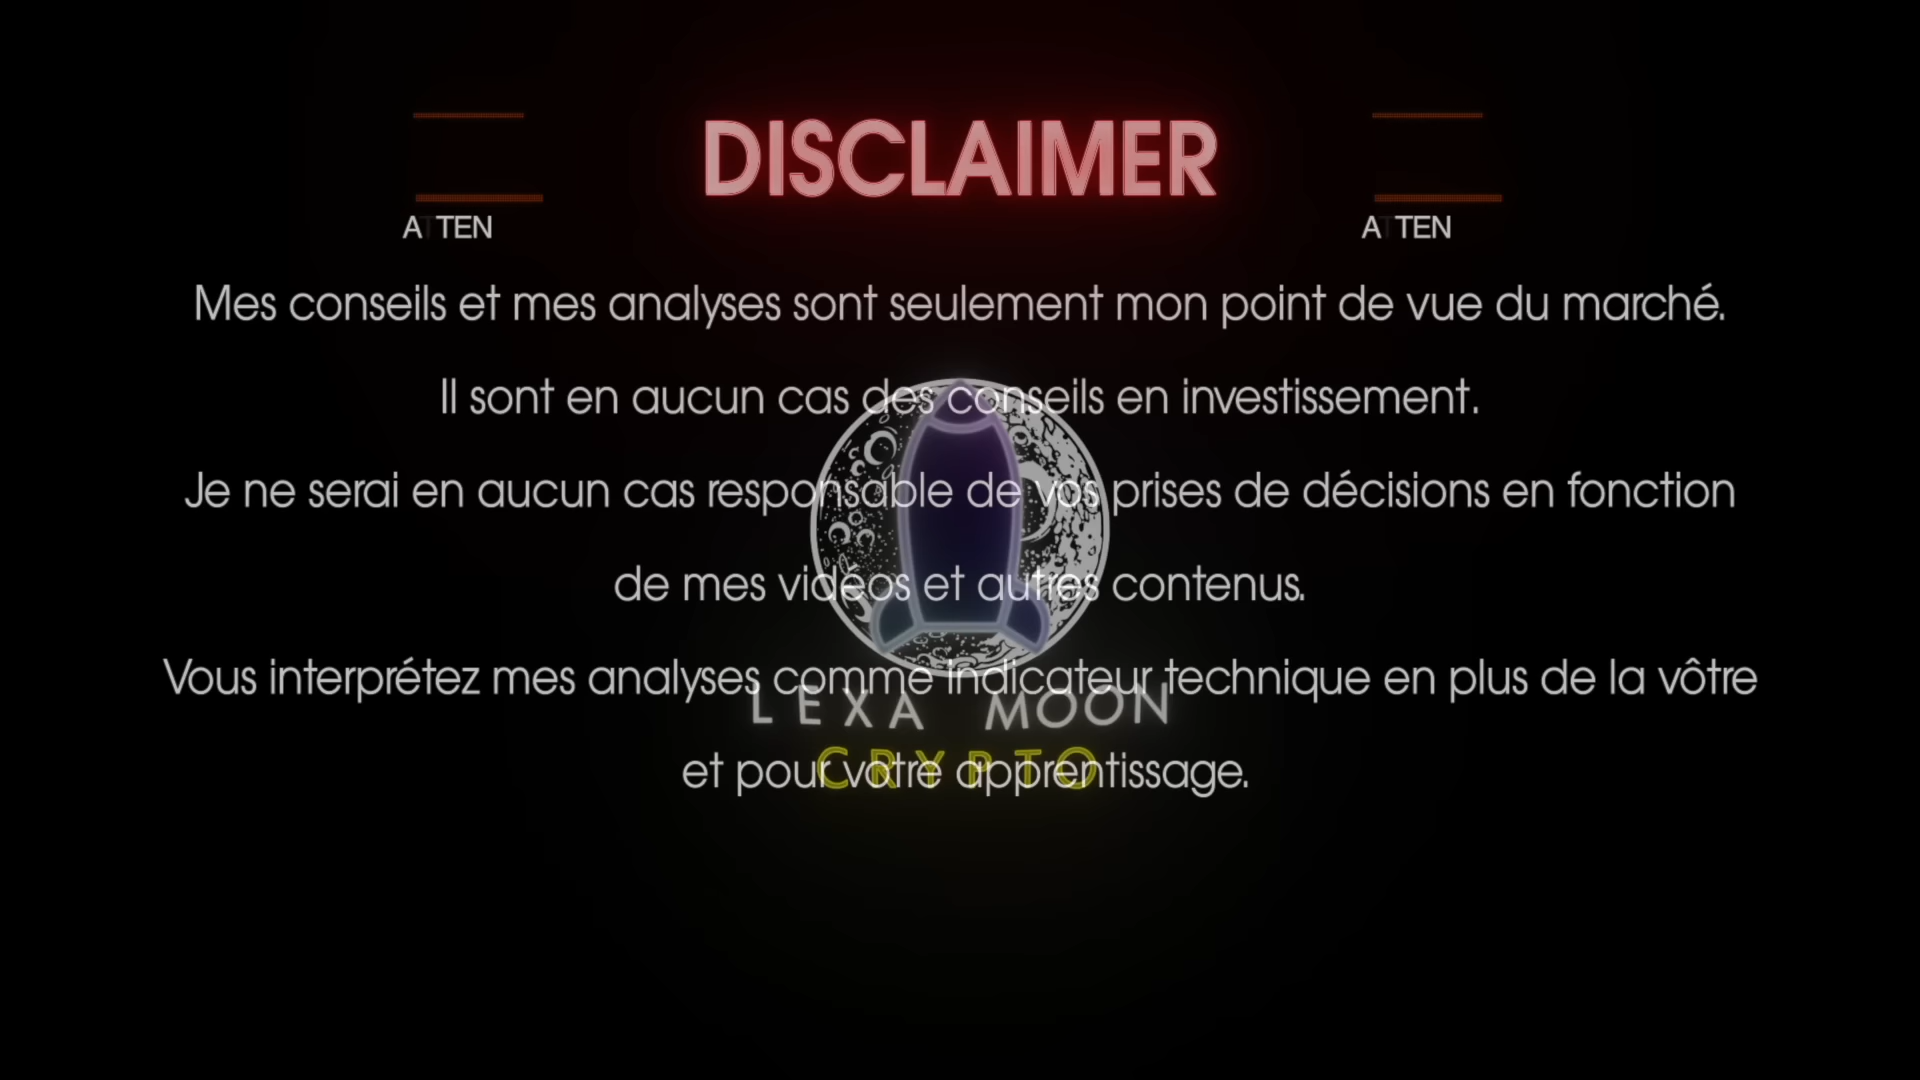 DISCLAIMER
ATTEN ATTEN
Mes conseils et mes analyses sont seulement mon point de vue du marché.
Il sont en aucun cas des conseils en investissement.
Je ne serai en aucun cas responsable de vos prises de décisions en fonction
de mes vidéos et autres contenus.
Vous interprétez mes analyses comme indicateur technique en plus de la vôtre
LEXA MOON
et pour votre apprentissage.
CRYPTO